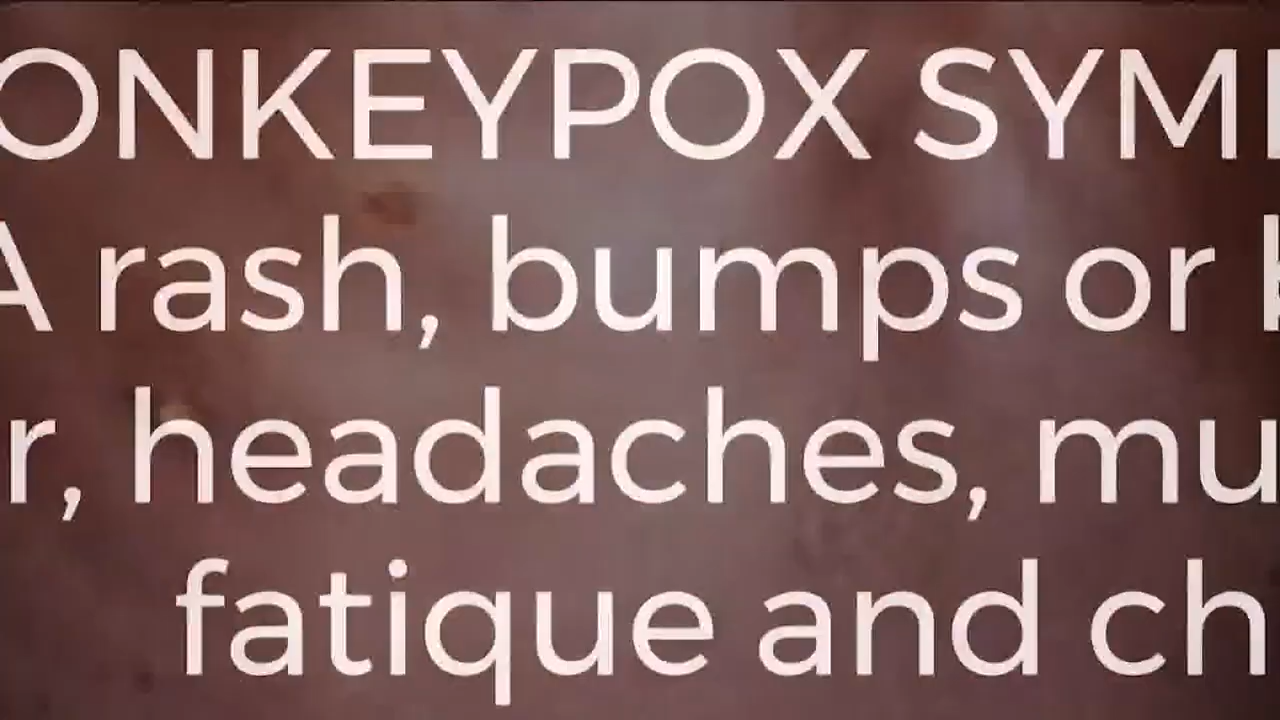 ONKEYPOX SYM
A rash, bumps or
r, headaches, mu
fatique and ch